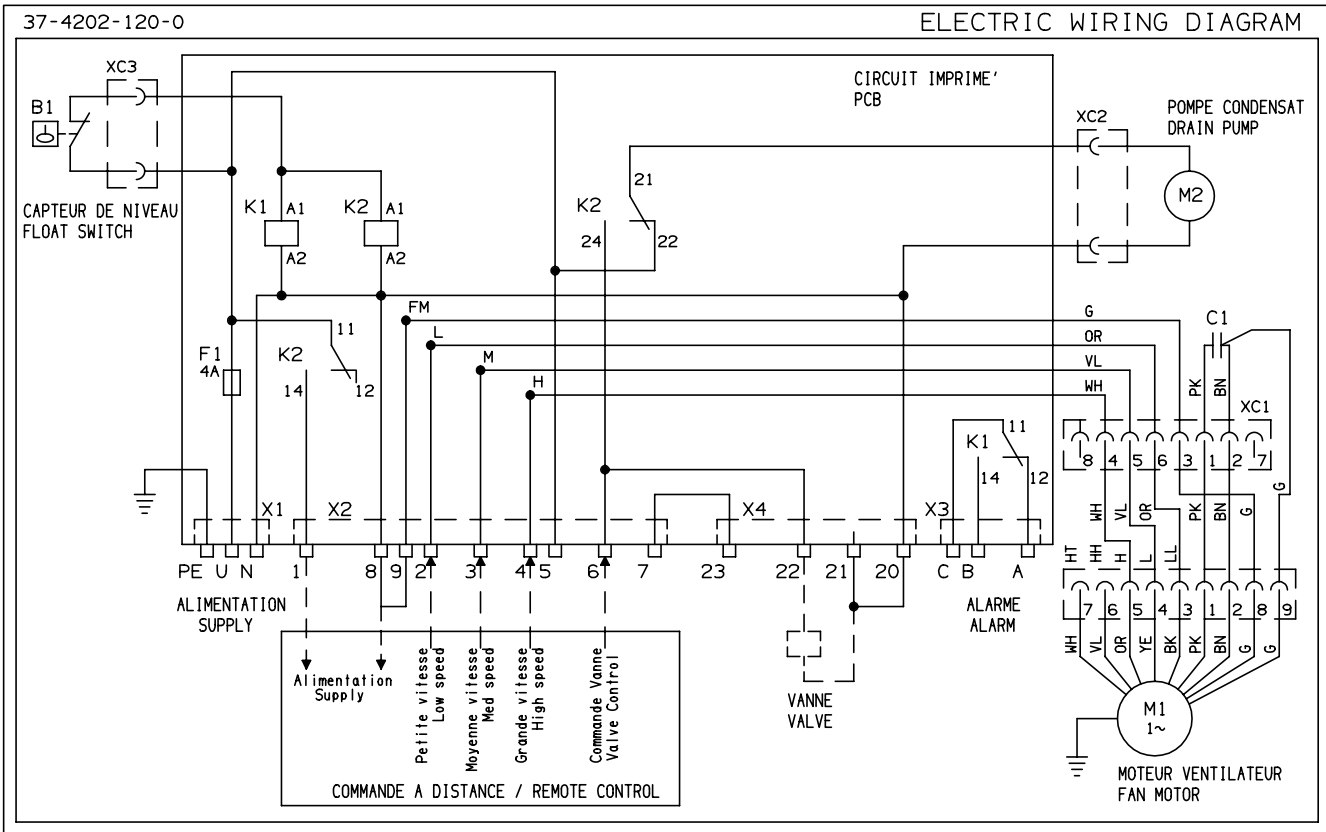 37-4202-120-0
ELECTRIC WIRING DIAGRAM
XC3
B1
CAPTEUR DE NIVEAU
FLOAT SWITCH
CIRCUIT IMPRIME'
PCB
XC2
POMPE CONDENSAT
DRAIN PUMP
M2
K1
A1
A2
K2
A1
A2
K2
21
24
22
FM
L
M
H
G
OR
VL
WH
C1
PK
BN
XC1
F1
4A
K2
11
14
12
K1
11
14
12
8 4 5 6 3 1 2 7
WH
VL
OR
PK
BN
G
G
X1
X2
X4
X3
PE U N 1 8 9 2 3 4 5 6 7 23 22 21 20 C B A
HT
HH
H
L
LL
7 6 5 4 3 1 2 8 9
WH
VL
OR
YE
BK
PK
BN
G
G
ALIMENTATION
SUPPLY
ALARME
ALARM
Alimentation
Supply
Petite vitesse
Low speed
Moyenne vitesse
Med speed
Grande vitesse
High speed
Commande Vanne
Valve Control
VANNE
VALVE
COMMANDE A DISTANCE / REMOTE CONTROL
M1
1~
MOTEUR VENTILATEUR
FAN MOTOR